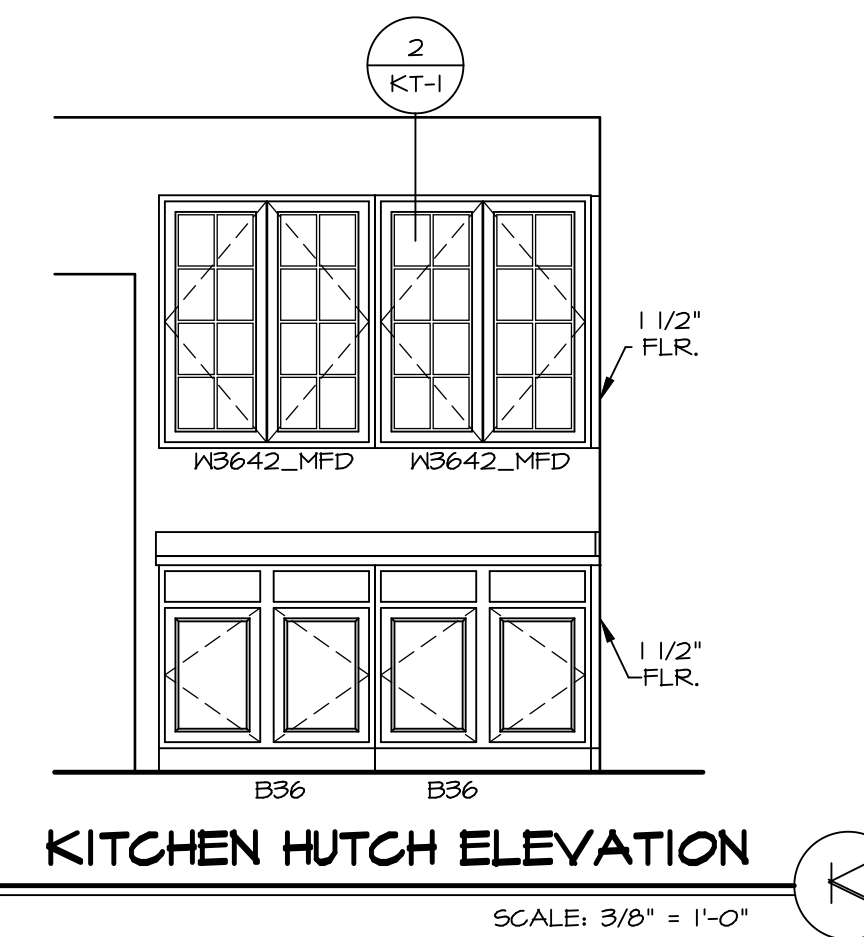 2
KT-1
1 1/2"
FLR.
W3642_MFD W3642_MFD
1 1/2"
FLR.
B36 B36
KITCHEN HUTCH ELEVATION
SCALE: 3/8" = 1'-0"